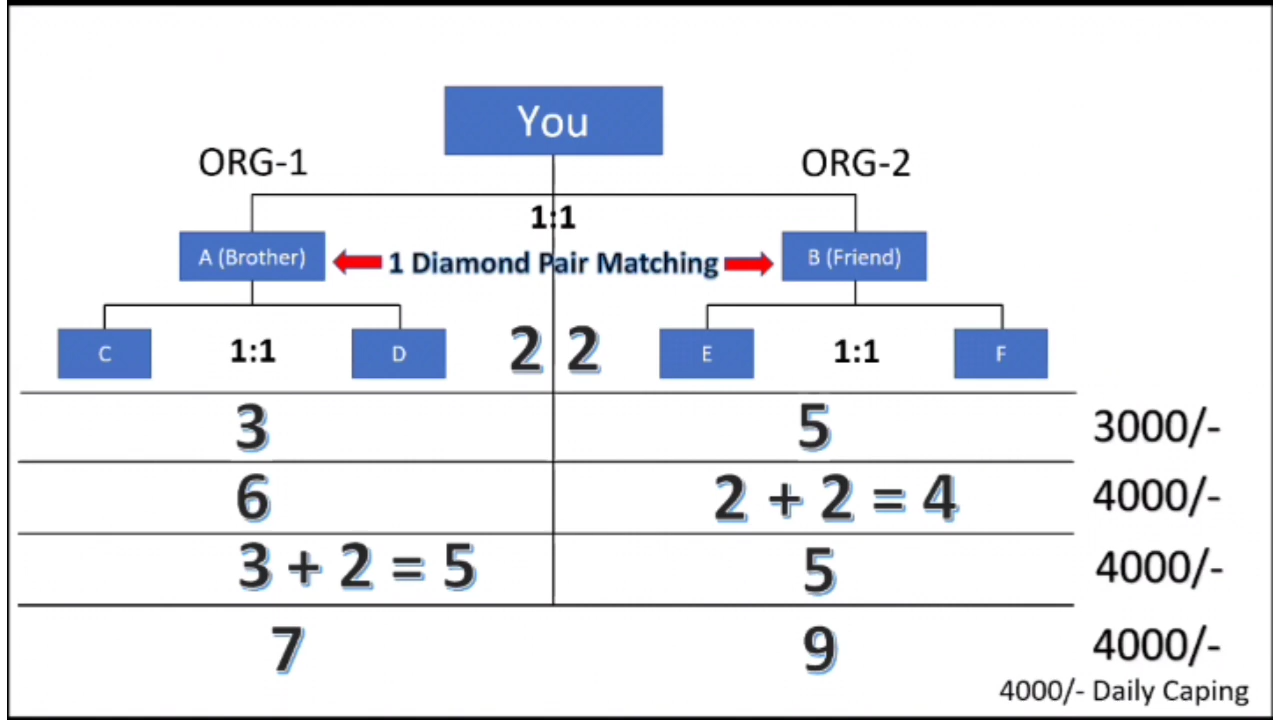 You
ORG-1
ORG-2
1:1
A (Brother)
1 Diamond Pair Matching
B (Friend)
C
1:1
D
2 2
E
1:1
F
3
5
3000/-
6
2 + 2 = 4
4000/-
3 + 2 = 5
5
4000/-
7
9
4000/-
4000/- Daily Caping